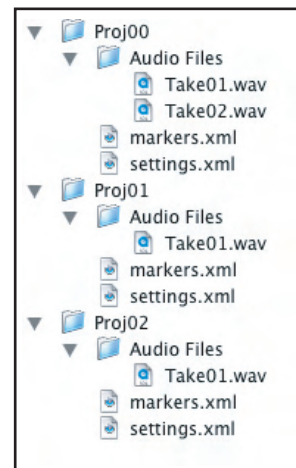 Proj00
Audio Files
Take01.wav
Take02.wav
markers.xml
settings.xml
Proj01
Audio Files
Take01.wav
markers.xml
settings.xml
Proj02
Audio Files
Take01.wav
markers.xml
settings.xml